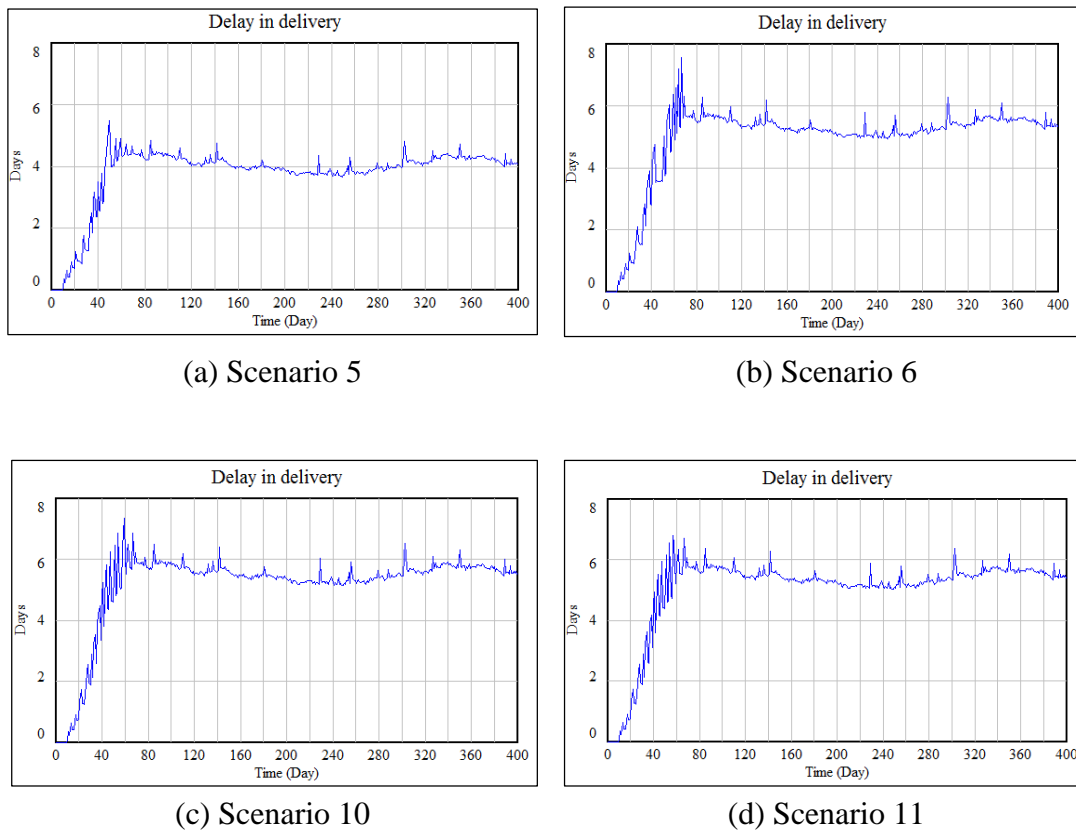 Delay in delivery
8
6
4
2
0
Days
0 40 80 120 160 200 240 280 320 360 400
Time (Day)
(a) Scenario 5
Delay in delivery
8
6
4
2
0
Days
0 40 80 120 160 200 240 280 320 360 400
Time (Day)
(b) Scenario 6
Delay in delivery
8
6
4
2
0
Days
0 40 80 120 160 200 240 280 320 360 400
Time (Day)
(c) Scenario 10
Delay in delivery
8
6
4
2
0
Days
0 40 80 120 160 200 240 280 320 360 400
Time (Day)
(d) Scenario 11